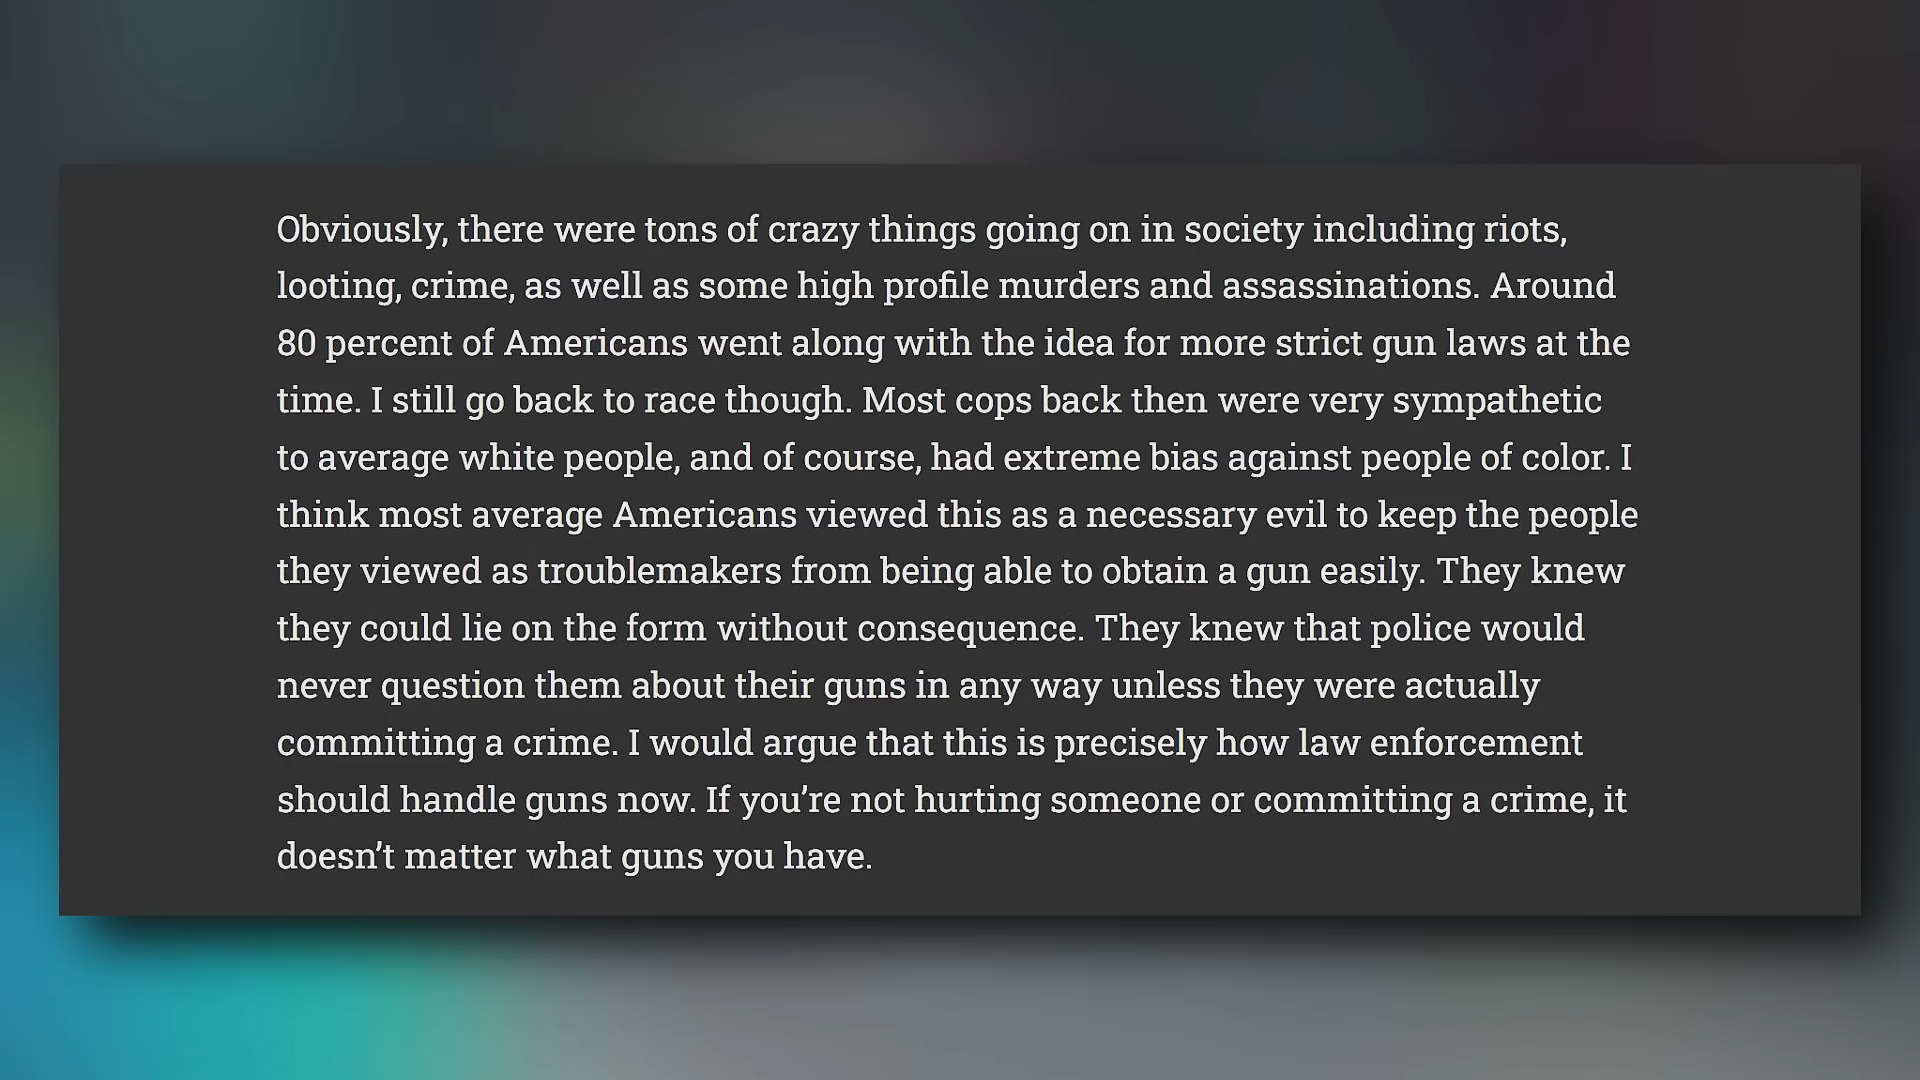 Obviously, there were tons of crazy things going on in society including riots,
looting, crime, as well as some high profile murders and assassinations. Around
80 percent of Americans went along with the idea for more strict gun laws at the
time. I still go back to race though. Most cops back then were very sympathetic
to average white people, and of course, had extreme bias against people of color. I
think most average Americans viewed this as a necessary evil to keep the people
they viewed as troublemakers from being able to obtain a gun easily. They knew
they could lie on the form without consequence. They knew that police would
never question them about their guns in any way unless they were actually
committing a crime. I would argue that this is precisely how law enforcement
should handle guns now. If you’re not hurting someone or committing a crime, it
doesn’t matter what guns you have.